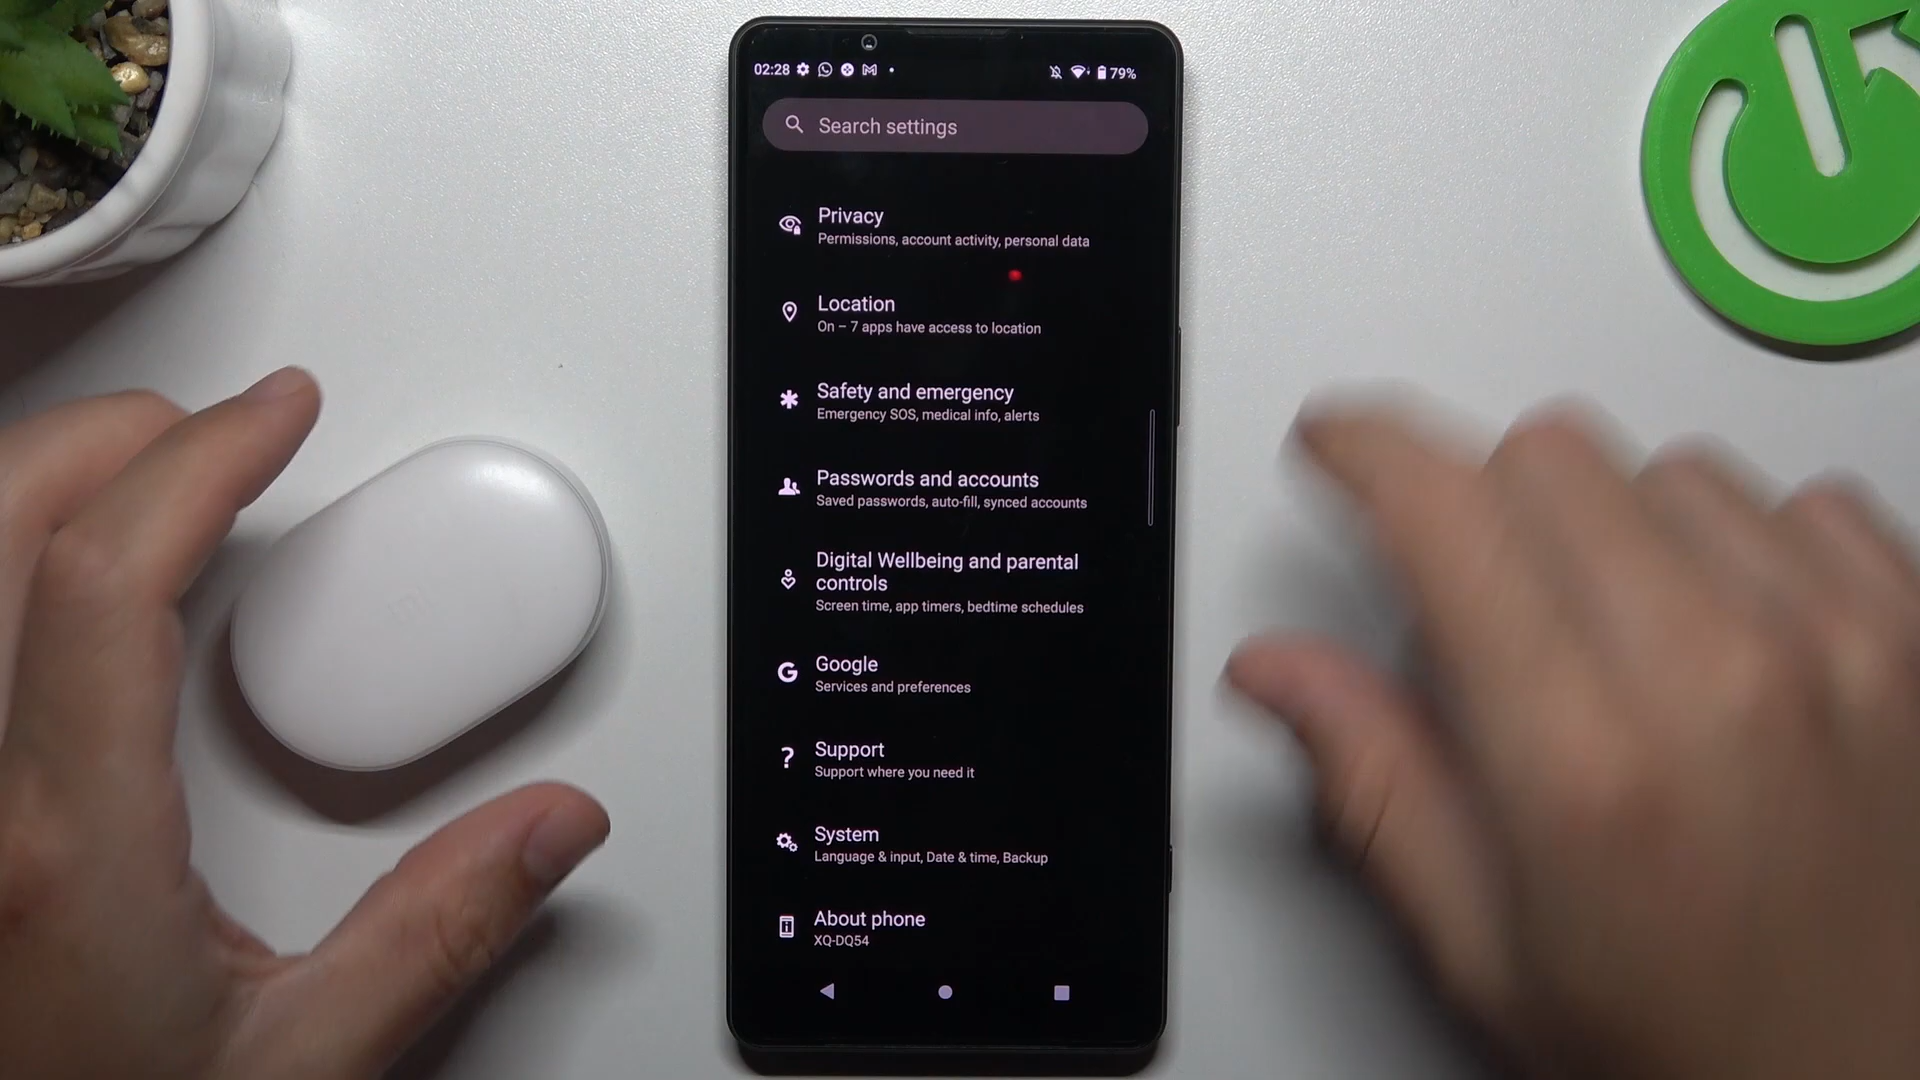 02:28
79%
Search settings
Privacy
Permissions, account activity, personal data
Location
On – 7 apps have access to location
Safety and emergency
Emergency SOS, medical info, alerts
Passwords and accounts
Saved passwords, auto-fill, synced accounts
Digital Wellbeing and parental
controls
Screen time, app timers, bedtime schedules
Google
Services and preferences
Support
Support where you need it
System
Language & input, Date & time, Backup
About phone
XQ-DQ54